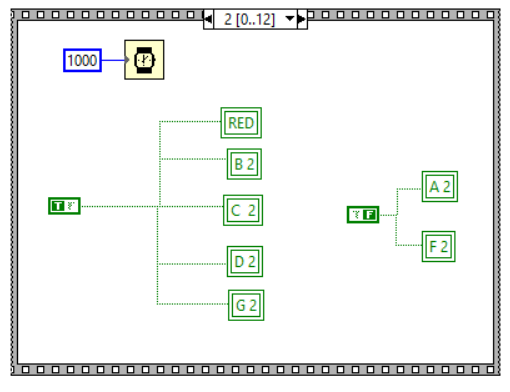 2 [0..12]
1000
RED
B 2
C 2
T F
D 2
G 2
A 2
T F
F 2